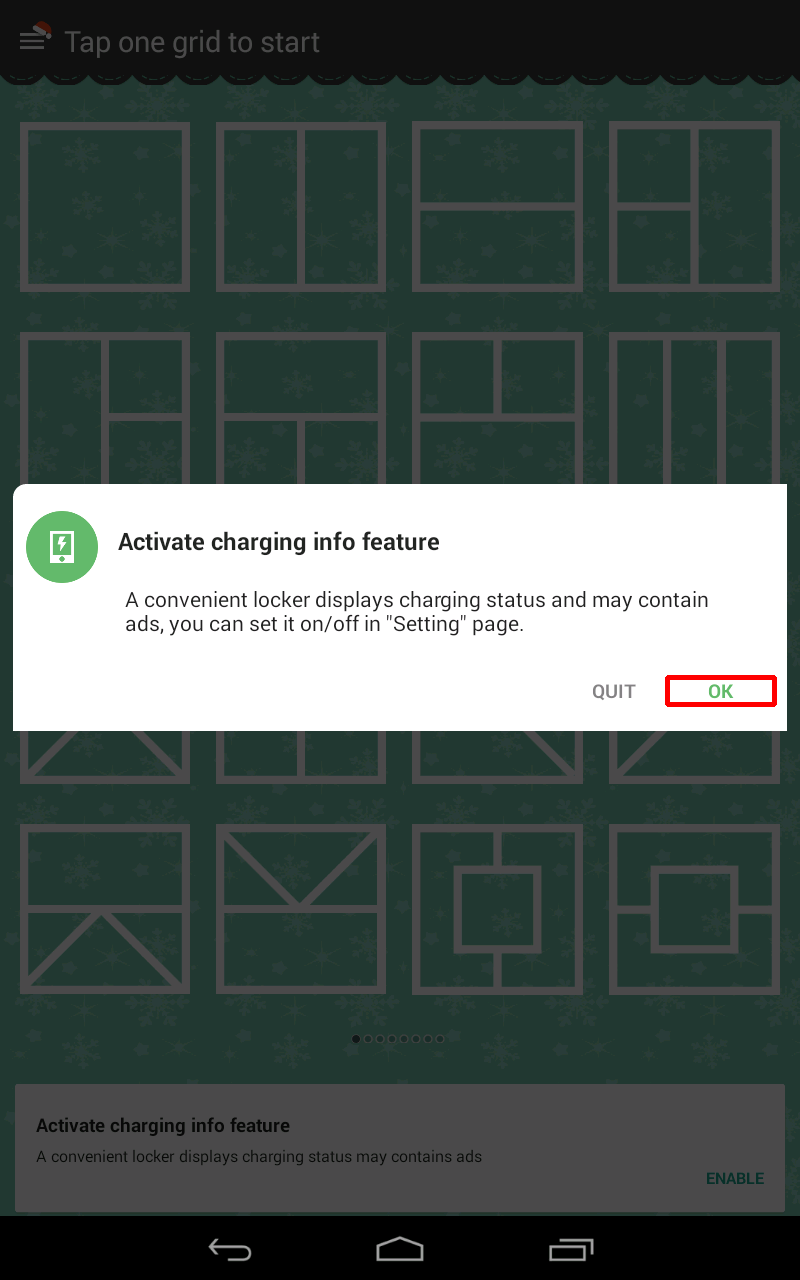 Tap one grid to start
Activate charging info feature
A convenient locker displays charging status and may contain
ads, you can set it on/off in "Setting" page.
QUIT
OK
Activate charging info feature
A convenient locker displays charging status may contains ads
ENABLE